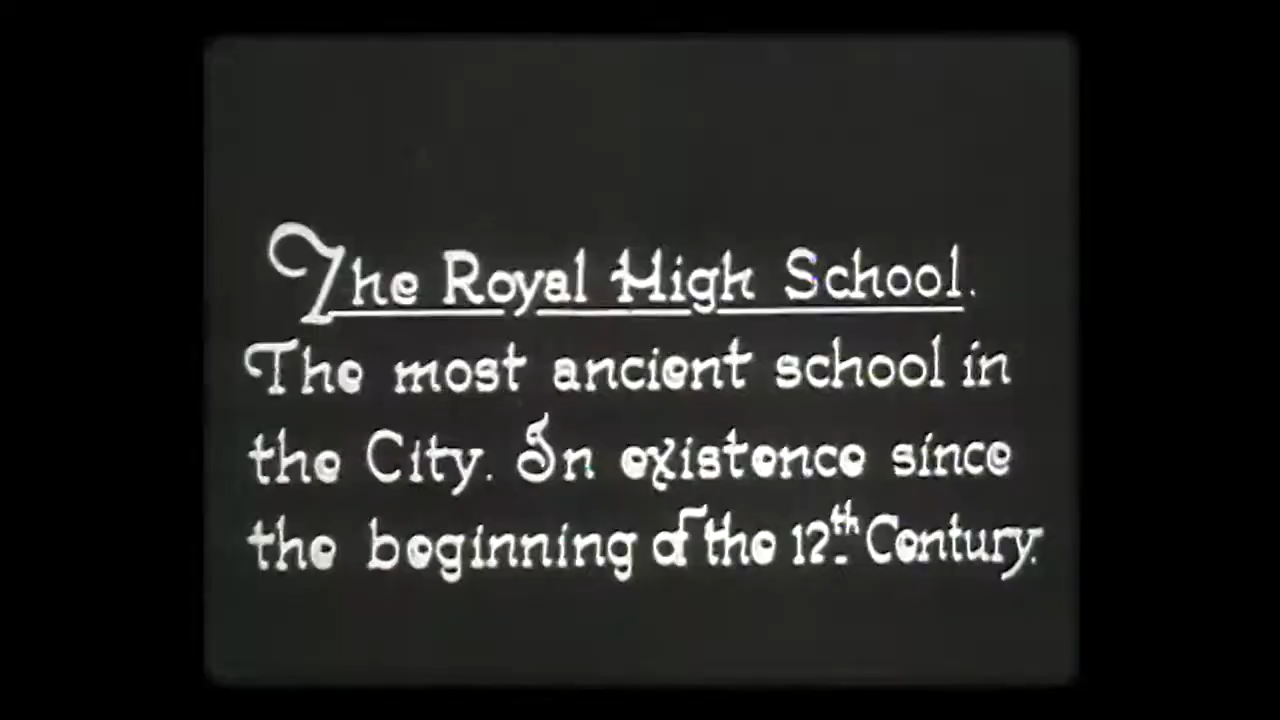 The Royal High School.
The most ancient school in
the City. In existence since
the beginning of the 12th. Century.